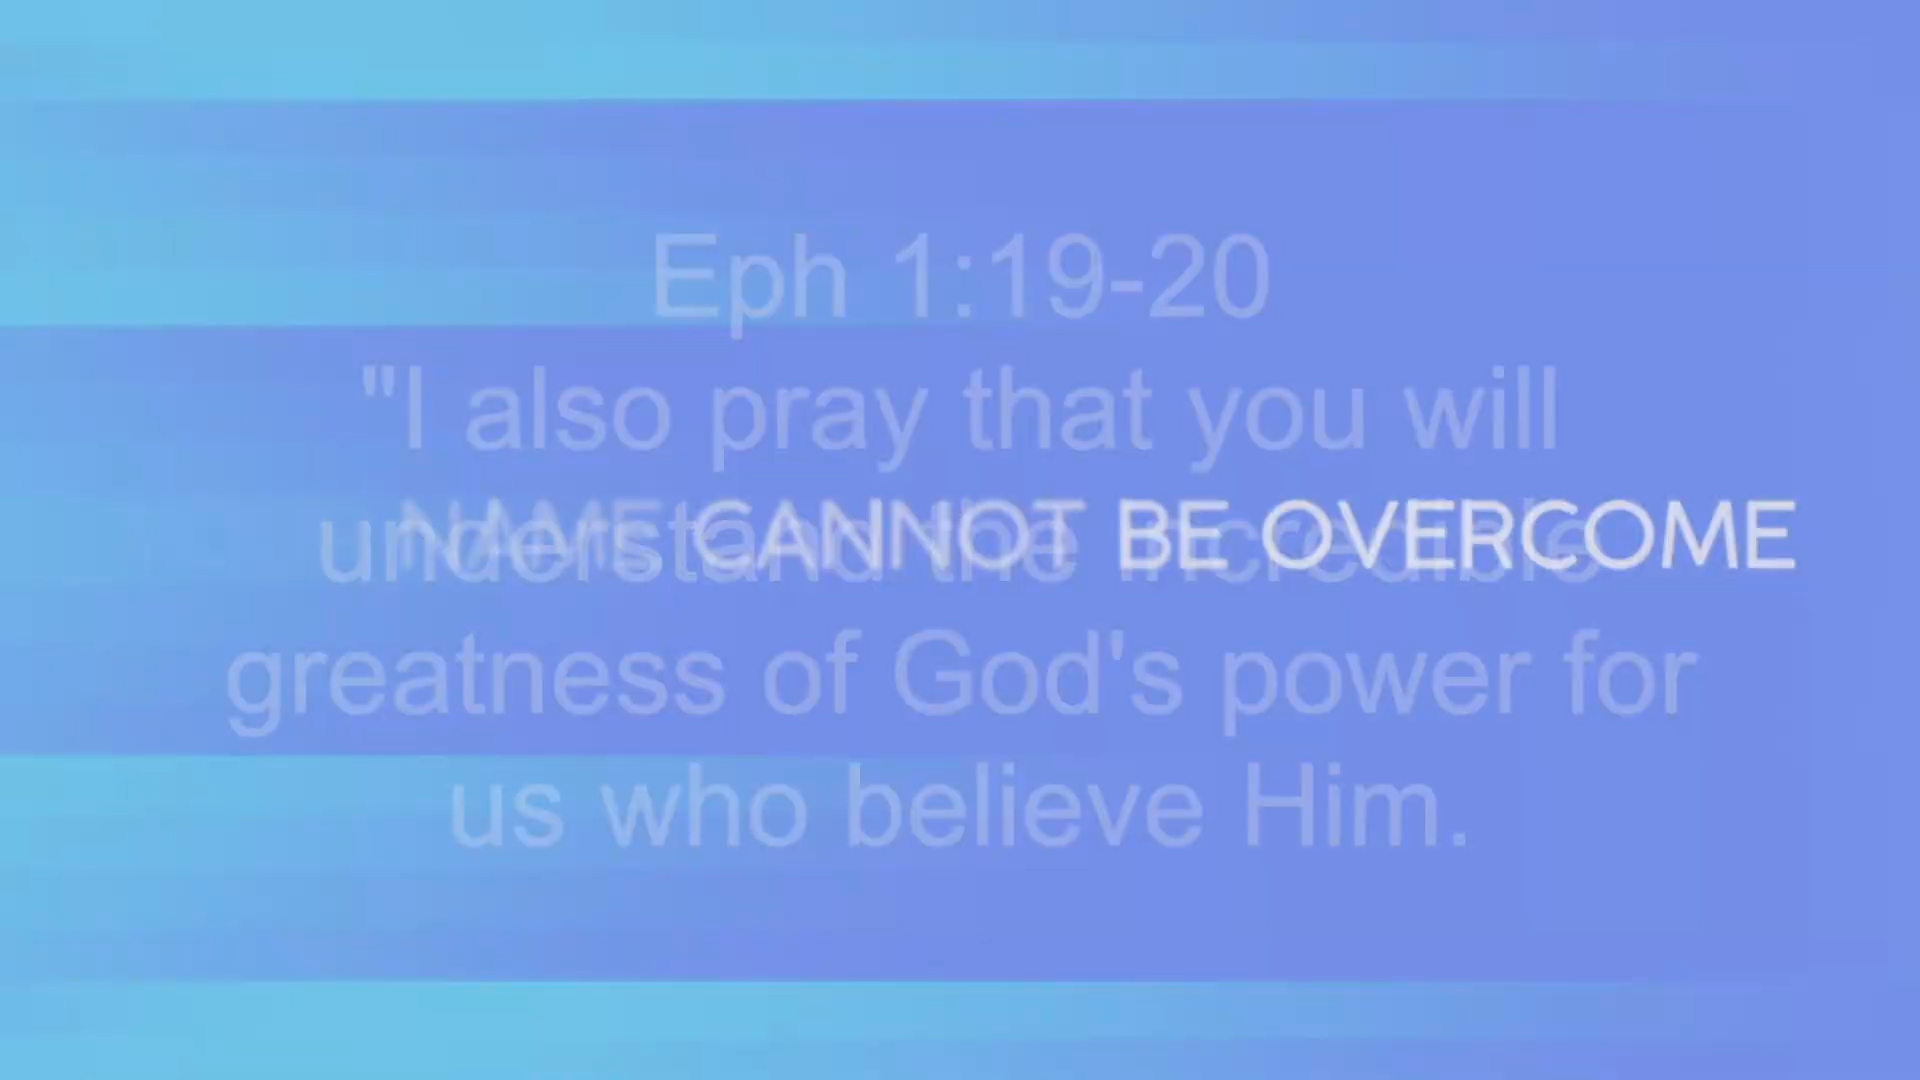 Eph 1:19-20
"I also pray that you will
NAME CANNOT BE OVERCOME
understand the incredible
greatness of God's power for
us who believe Him.